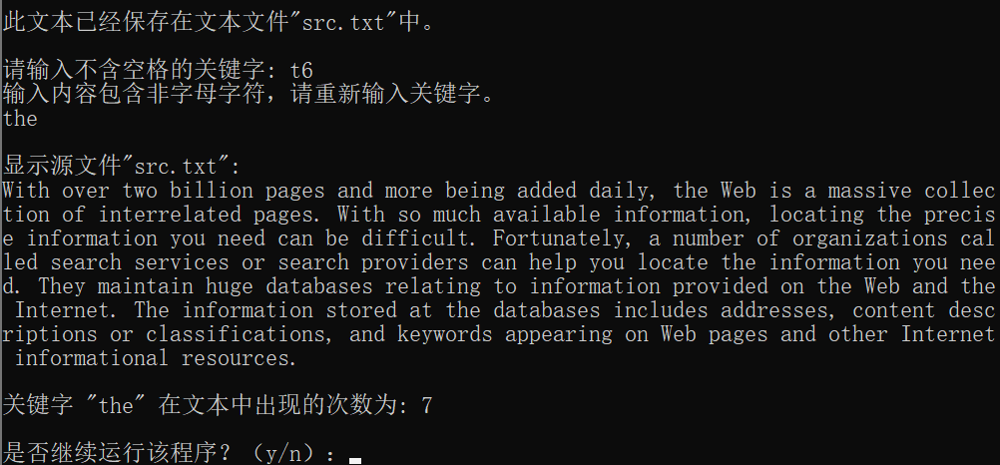 此文本已经保存在文本文件"src.txt"中。
请输入不含空格的关键字: t6
输入内容包含非字母字符，请重新输入关键字。
the
显示源文件"src.txt":
With over two billion pages and more being added daily, the Web is a massive collec
tion of interrelated pages. With so much available information, locating the precis
e information you need can be difficult. Fortunately, a number of organizations cal
led search services or search providers can help you locate the information you nee
d. They maintain huge databases relating to information provided on the Web and the
 Internet. The information stored at the databases includes addresses, content desc
riptions or classifications, and keywords appearing on Web pages and other Internet
 informational resources.
关键字 "the" 在文本中出现的次数为: 7
是否继续运行该程序？（y/n）: